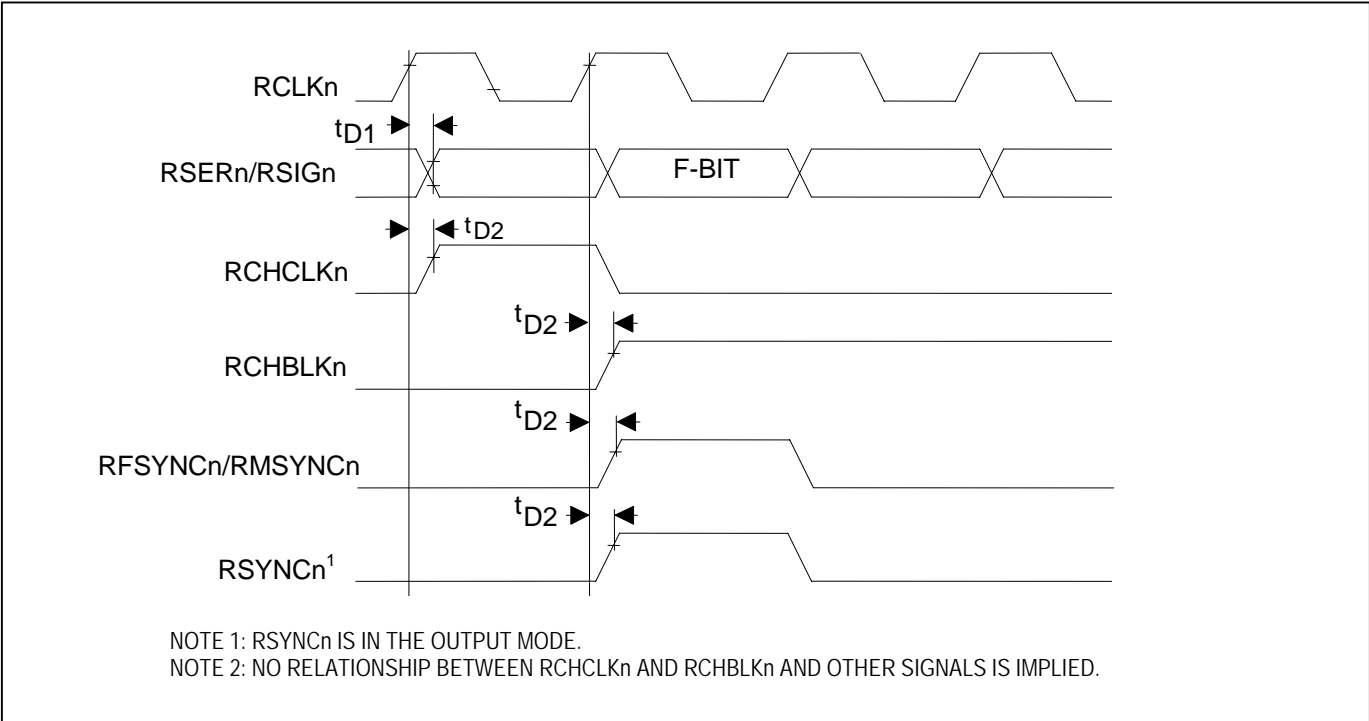 RCLKn
tD1
RSERn/RSIGn
F-BIT
tD2
RCHCLKn
tD2
RCHBLKn
tD2
RFSYNCn/RMSYNCn
tD2
RSYNCn1
NOTE 1: RSYNCn IS IN THE OUTPUT MODE.
NOTE 2: NO RELATIONSHIP BETWEEN RCHCLKn AND RCHBLKn AND OTHER SIGNALS IS IMPLIED.